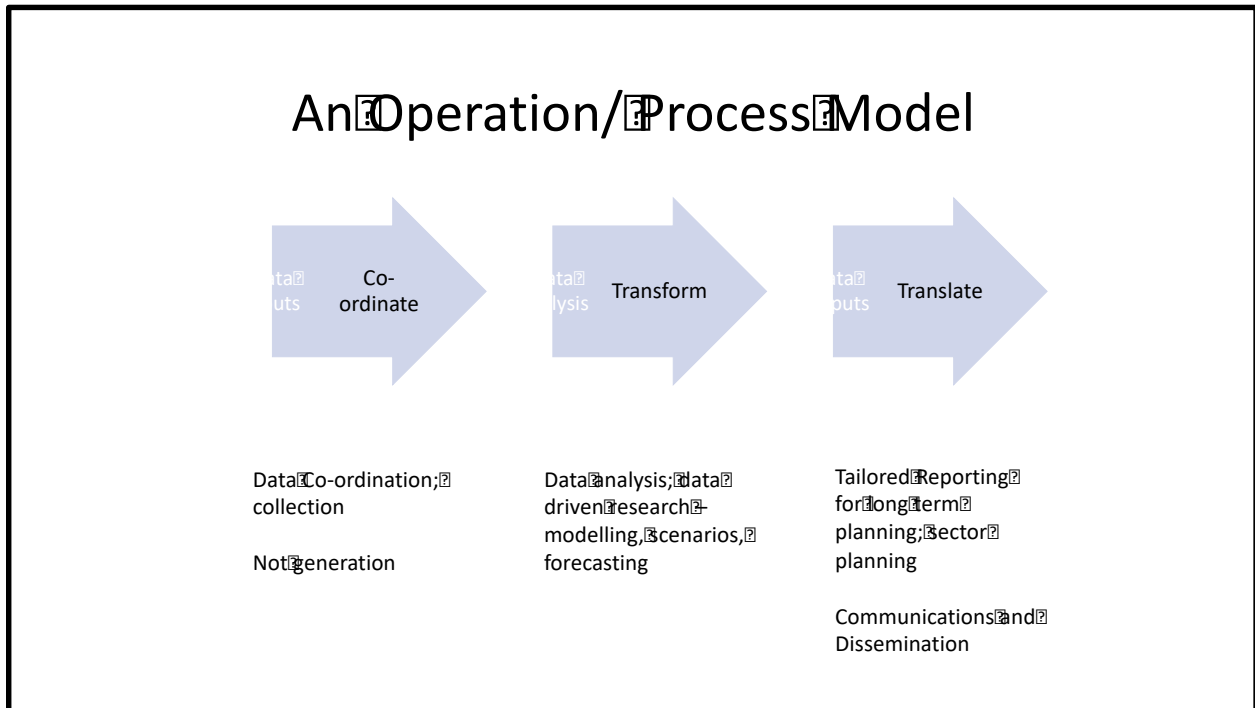 An Operation/ Process Model
Co-
ordinate
Transform
Translate
Data Co-ordination;
collection
Not generation
Data analysis; data
driven research –
modelling, scenarios,
forecasting
Tailored Reporting
for long term
planning; sector
planning
Communications and
Dissemination